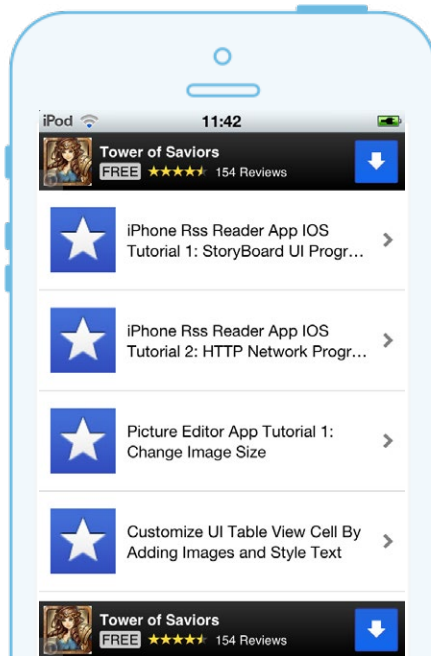 iPod
11:42
Tower of Saviors
FREE 154 Reviews
iPhone Rss Reader App IOS
Tutorial 1: StoryBoard UI Progr...
iPhone Rss Reader App IOS
Tutorial 2: HTTP Network Progr...
Picture Editor App Tutorial 1:
Change Image Size
Customize UI Table View Cell By
Adding Images and Style Text
Tower of Saviors
FREE 154 Reviews